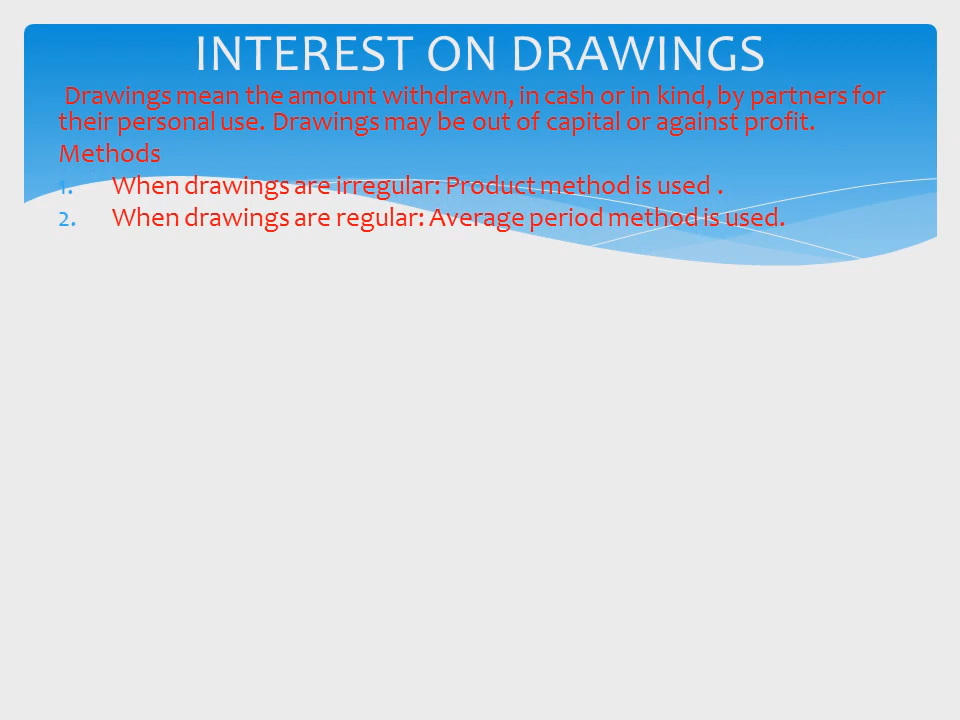 INTEREST ON DRAWINGS
Drawings mean the amount withdrawn, in cash or in kind, by partners for
their personal use. Drawings may be out of capital or against profit.
Methods
1. When drawings are irregular: Product method is used .
2. When drawings are regular: Average period method is used.